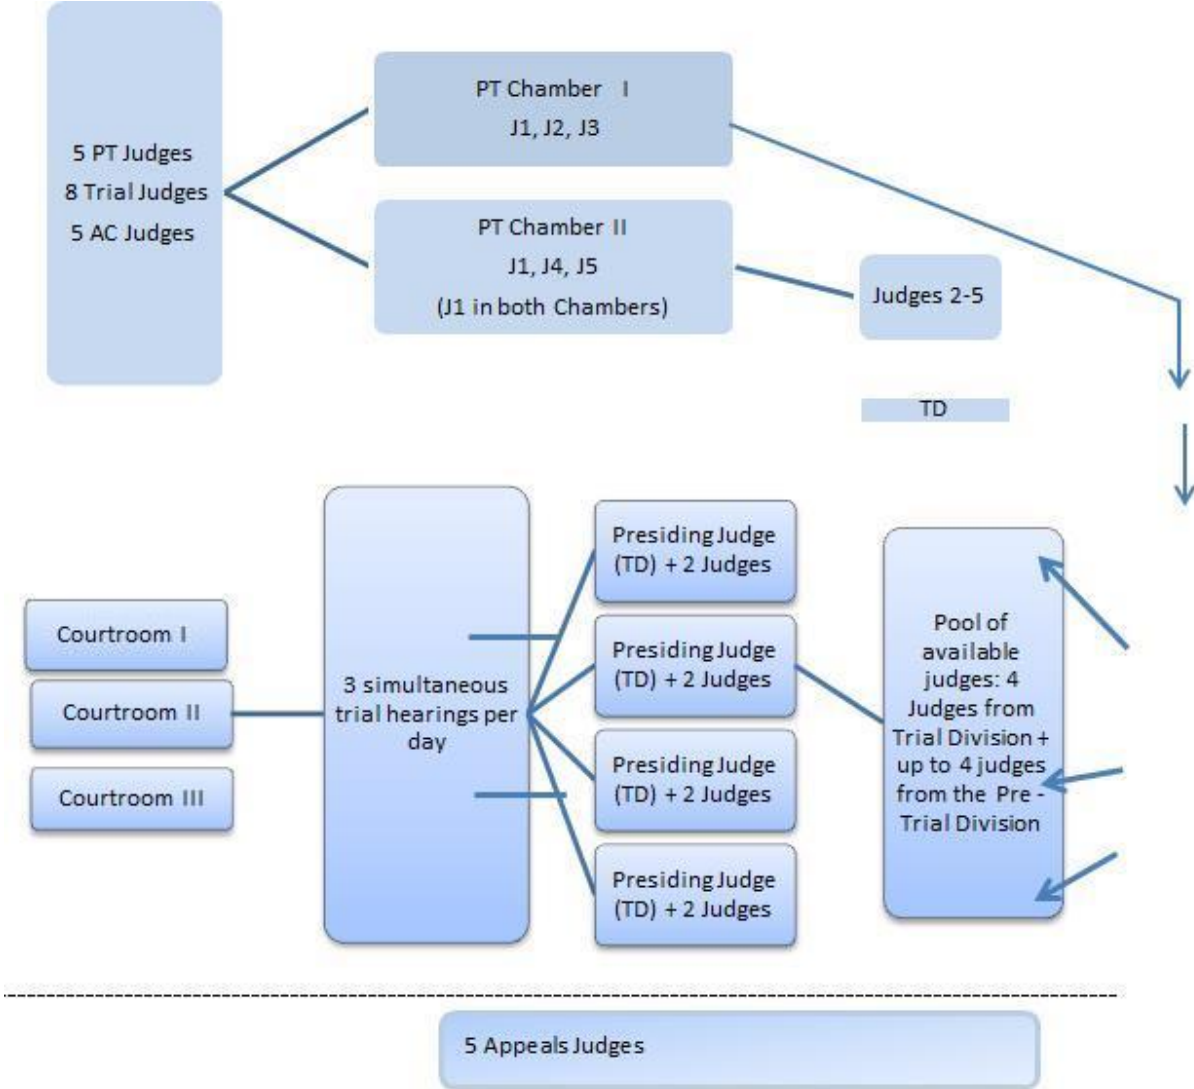 5 PT Judges
8 Trial Judges
5 AC Judges
PT Chamber I
J1, J2, J3
PT Chamber II
J1, J4, J5
(J1 in both Chambers)
Judges 2-5
TD
Courtroom I
Courtroom II
Courtroom III
3 simultaneous
trial hearings per
day
Presiding Judge
(TD) + 2 Judges
Presiding Judge
(TD) + 2 Judges
Presiding Judge
(TD) + 2 Judges
Presiding Judge
(TD) + 2 Judges
Pool of
available
judges: 4
Judges from
Trial Division +
up to 4 judges
from the Pre -
Trial Division
5 Appeals Judges